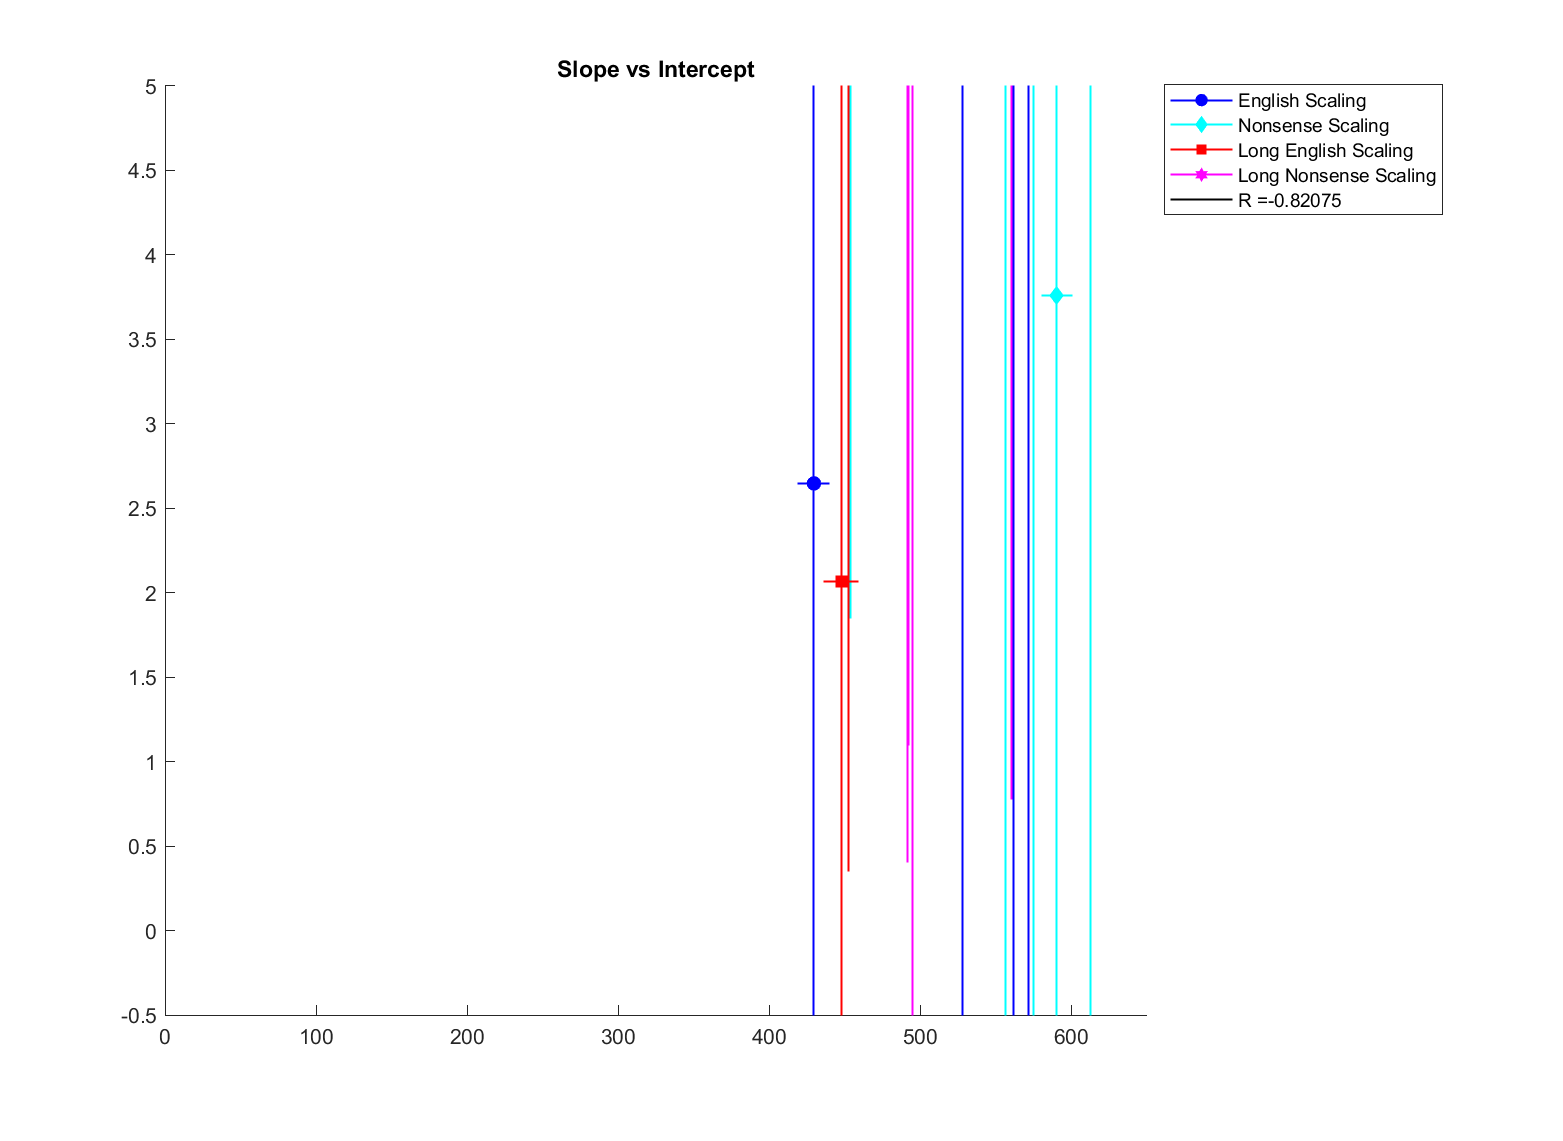 Slope vs Intercept
5
4.5
4
3.5
3
2.5
2
1.5
1
0.5
0
-0.5
0 100 200 300 400 500 600
English Scaling
Nonsense Scaling
Long English Scaling
Long Nonsense Scaling
R =-0.82075